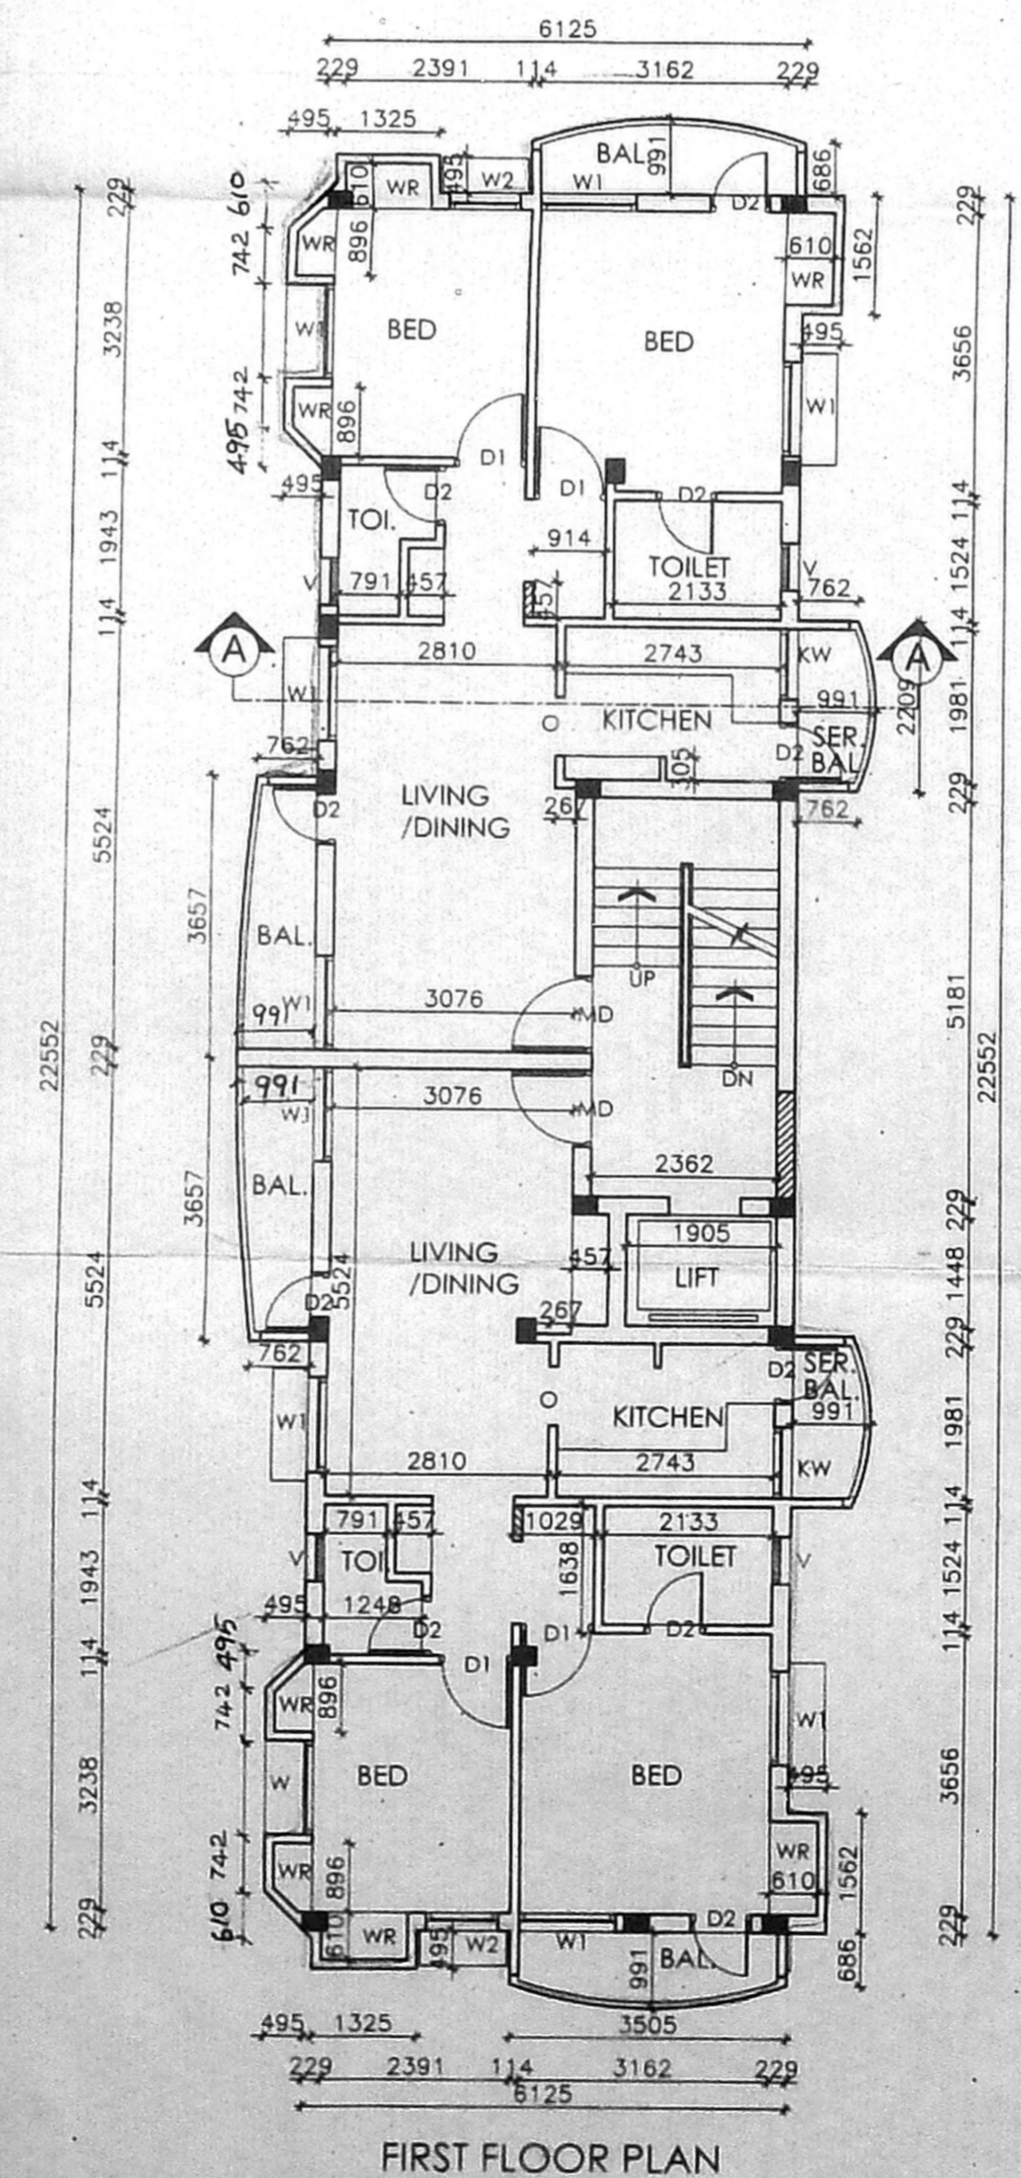 6125
229 2391 114 3162 229
495 1325
BAL. 991 686
WR 495 W2 W1 D2
610
229 610 229
WR 896 610 1562
742 WR
W1 BED BED 495
3238 3656
742 WR 896 W1
495
D1 D1
114 495 D2 D2 114
TOI. 914 TOILET
1943 V 791 457 457 2133 V 762 1524
114 114
A 2810 2743 KW A
W1 KITCHEN 991 2209 1981
762 O D2 SER.
BAL
305
D2 LIVING 267 762 229
/DINING
5524
3657 BAL. UP
W1 3076 MD 5181
991
22552 229 DN 22552
991 3076 MD
W1
3657 BAL. 2362
229
LIVING 457 1905
/DINING LIFT 1448
5524 D2 5524 267
762 229
D2 SER.
BAL.
W1 O KITCHEN 991 1981
2810 2743 KW
114 114
791 457 1029 2133
V TOI 1638 TOILET V 1524
1943
495 1248 D2 D1 D2 114
114 495 D1
742 WR 896 W1
W BED BED 495
3238 3656
742 WR 896 WR 1562
610
610 229 D2 229
610 WR 495 W2 W1 991 BAL. 686
495 1325 3505
229 2391 114 3162 229
6125
FIRST FLOOR PLAN